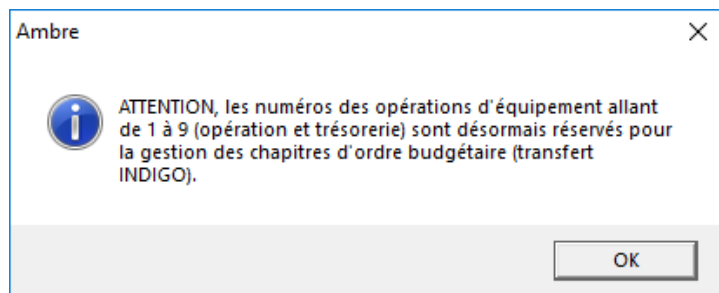 Ambre
ATTENTION, les numéros des opérations d'équipement allant
de 1 à 9 (opération et trésorerie) sont désormais réservés pour
la gestion des chapitres d'ordre budgétaire (transfert
INDIGO).
OK